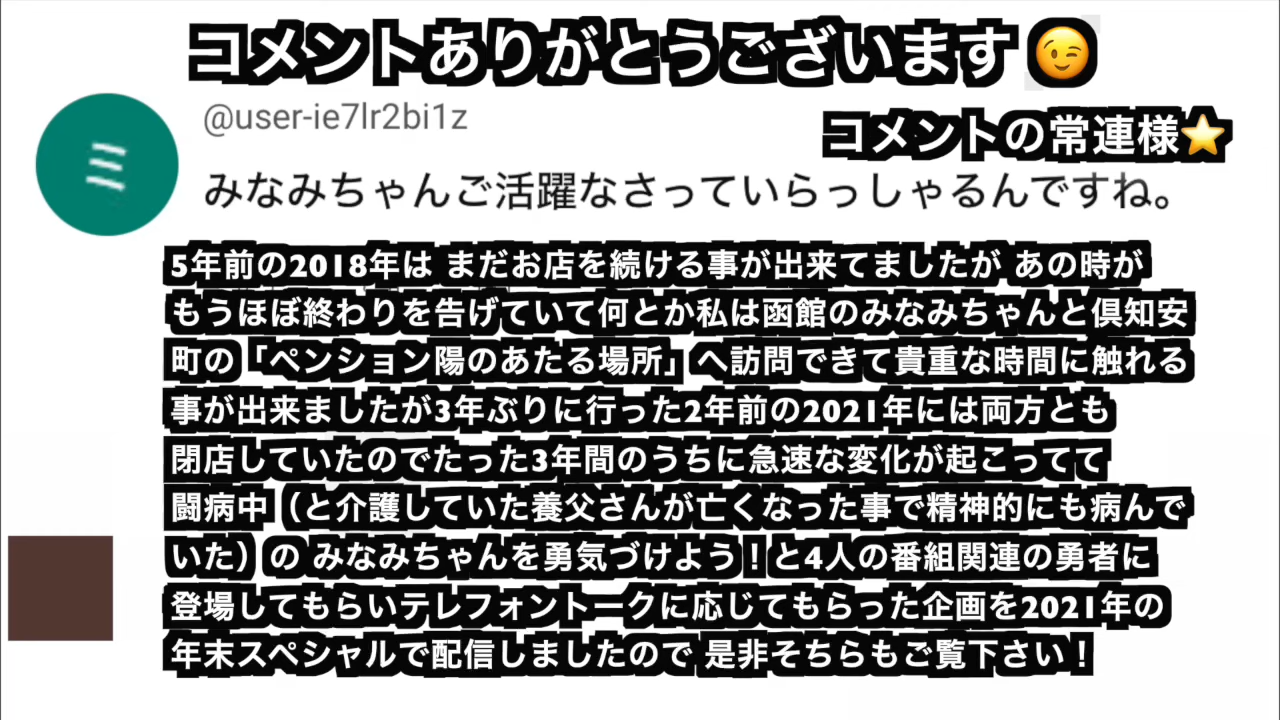 コメントありがとうございます😉
@user-ie7lr2bi1z
コメントの常連様⭐
ミ
みなみちゃんご活躍なさっていらっしゃるんですね。
5年前の2018年は まだお店を続ける事が出来てましたが あの時が
もうほぼ終わりを告げていて何とか私は函館のみなみちゃんと倶知安
町の「ペンション陽のあたる場所」へ訪問できて貴重な時間に触れる
事が出来ましたが3年ぶりに行った2年前の2021年には両方とも
閉店していたのでたった3年間のうちに急速な変化が起こってて
闘病中（と介護していた養父さんが亡くなった事で精神的にも病んで
いた）の みなみちゃんを勇気づけよう！と4人の番組関連の勇者に
登場してもらいテレフォントークに応じてもらった企画を2021年の
年末スペシャルで配信しましたので 是非そちらもご覧下さい！